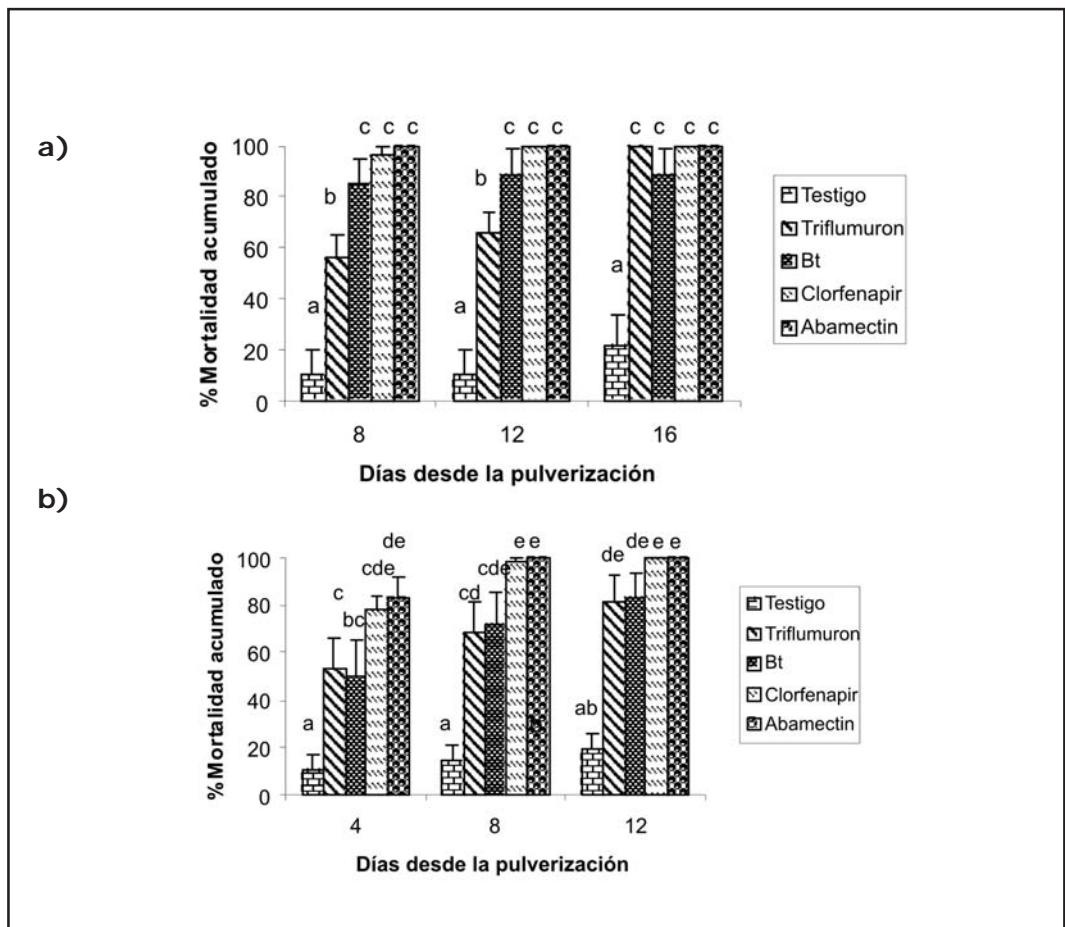 a)
c c c
c c c
c c c c
b
b
a
a
a
100
80
60
40
20
0
%Mortalidad acumulado
8
12
16
Días desde la pulverización
Testigo
Triflumuron
Bt
Clorfenapir
Abamectin
b)
de
c
cde
bc
a
e e
cde
cd
a
de e e
de
ab
100
80
60
40
20
0
%Mortalidad acumulado
4
8
12
Días desde la pulverización
Testigo
Triflumuron
Bt
Clorfenapir
Abamectin